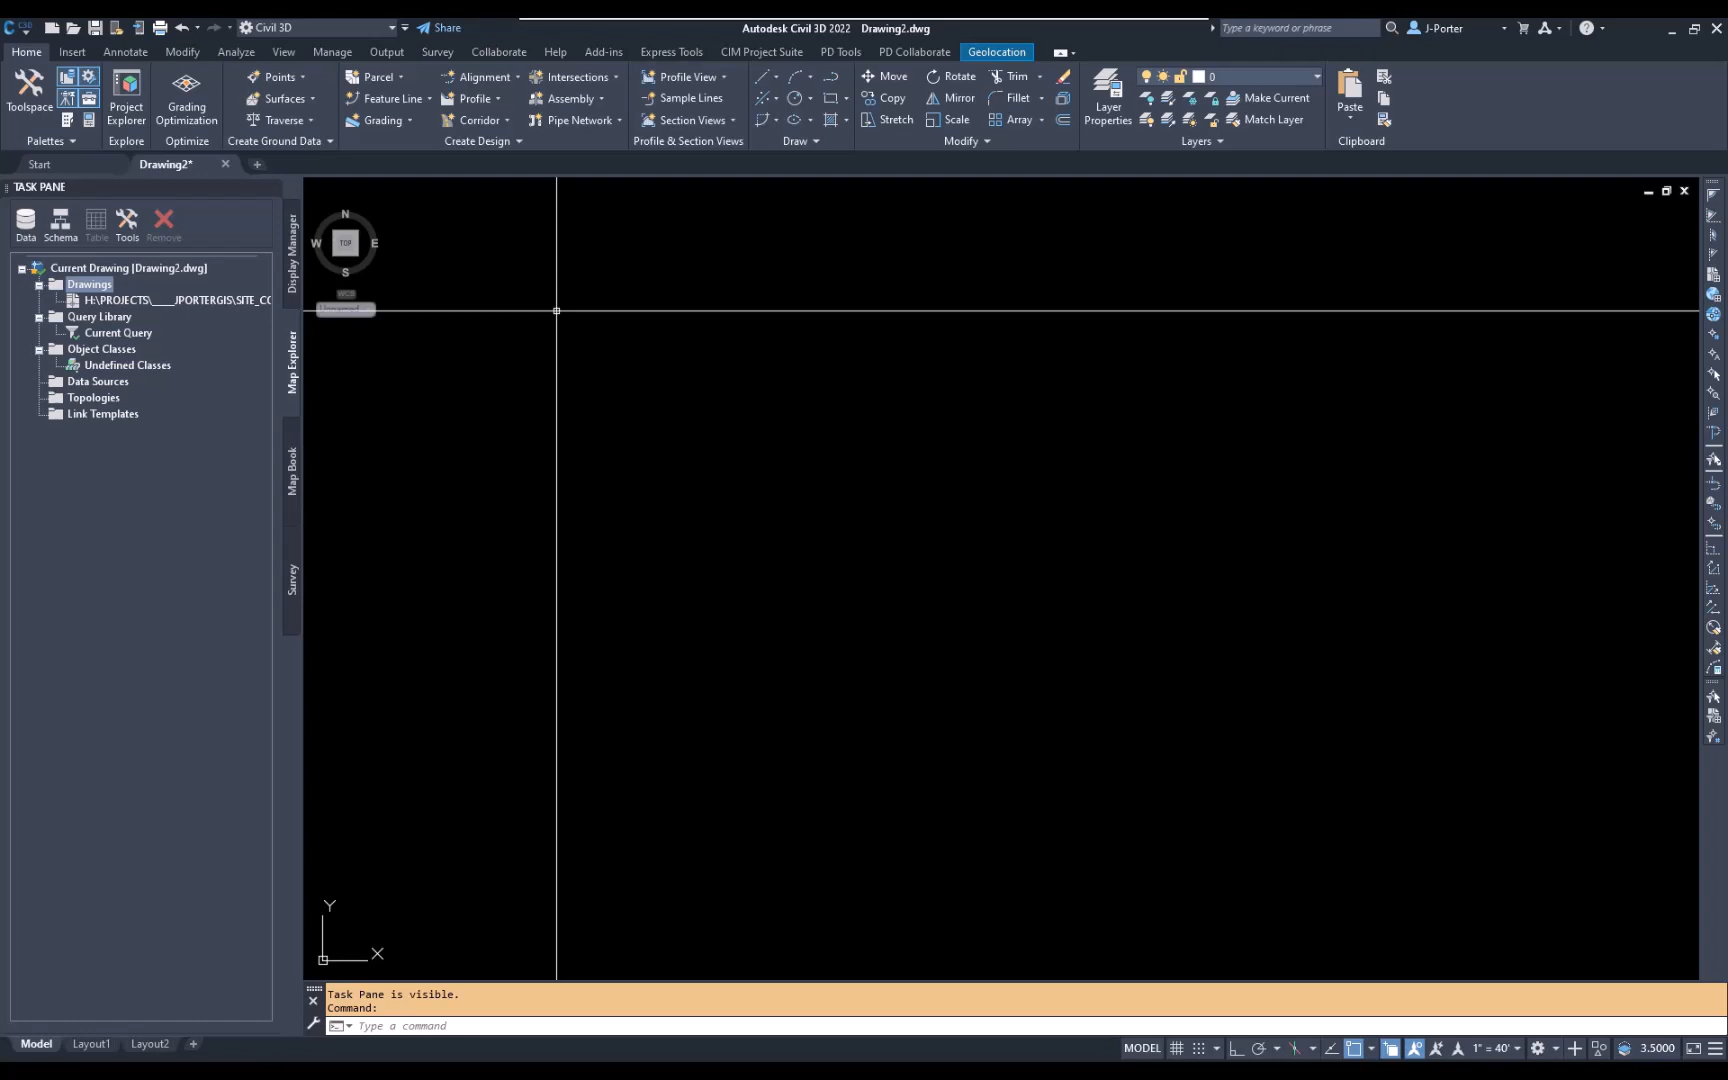 C3D Civil 3D Share Autodesk Civil 3D 2022 Drawing2.dwg Type a keyword or phrase J-Porter
Home Insert Annotate Modify Analyze View Manage Output Survey Collaborate Help Add-ins Express Tools CIM Project Suite PD Tools PD Collaborate Geolocation
Points Parcel Alignment Intersections Profile View Move Rotate Trim 0
Toolspace Project Explorer Grading Optimization Surfaces Feature Line Profile Assembly Sample Lines Copy Mirror Fillet Layer Properties Make Current Paste
Traverse Grading Corridor Pipe Network Section Views Stretch Scale Array Match Layer
Palettes Explore Optimize Create Ground Data Create Design Profile & Section Views Draw Modify Layers Clipboard
Start Drawing2*
TASK PANE
Data Schema Table Tools Remove
Current Drawing [Drawing2.dwg]
Drawings
H:\PROJECTS\____JPORTERGIS\SITE_CO
Query Library
Current Query
Object Classes
Undefined Classes
Data Sources
Topologies
Link Templates
Display Manager
Map Explorer
Map Book
Survey
N
W TOP E
S
WCS
Y
X
Task Pane is visible.
Command:
Type a command
Model Layout1 Layout2
MODEL 1" = 40' 3.5000